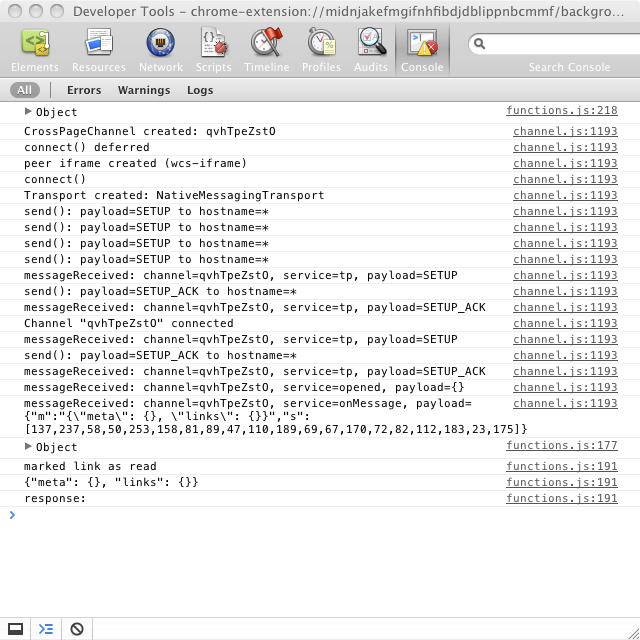 Developer Tools - chrome-extension://midnjakefmgifnhfibdjdblippnbcmmf/backgro...
Elements Resources Network Scripts Timeline Profiles Audits Console Search Console
All Errors Warnings Logs
Object functions.js:218
CrossPageChannel created: qvhTpeZstO channel.js:1193
connect() deferred channel.js:1193
peer iframe created (wcs-iframe) channel.js:1193
connect() channel.js:1193
Transport created: NativeMessagingTransport channel.js:1193
send(): payload=SETUP to hostname=* channel.js:1193
send(): payload=SETUP to hostname=* channel.js:1193
send(): payload=SETUP to hostname=* channel.js:1193
send(): payload=SETUP to hostname=* channel.js:1193
messageReceived: channel=qvhTpeZstO, service=tp, payload=SETUP channel.js:1193
send(): payload=SETUP_ACK to hostname=* channel.js:1193
messageReceived: channel=qvhTpeZstO, service=tp, payload=SETUP_ACK channel.js:1193
Channel "qvhTpeZstO" connected channel.js:1193
messageReceived: channel=qvhTpeZstO, service=tp, payload=SETUP channel.js:1193
send(): payload=SETUP_ACK to hostname=* channel.js:1193
messageReceived: channel=qvhTpeZstO, service=tp, payload=SETUP_ACK channel.js:1193
messageReceived: channel=qvhTpeZstO, service=opened, payload={} channel.js:1193
messageReceived: channel=qvhTpeZstO, service=onMessage, payload= channel.js:1193
{"m":"{\"meta\": {}, \"links\": {}}","s":
[137,237,58,50,253,158,81,89,47,110,189,69,67,170,72,82,112,183,23,175]}
Object functions.js:177
marked link as read functions.js:191
{"meta": {}, "links": {}} functions.js:191
response: functions.js:191